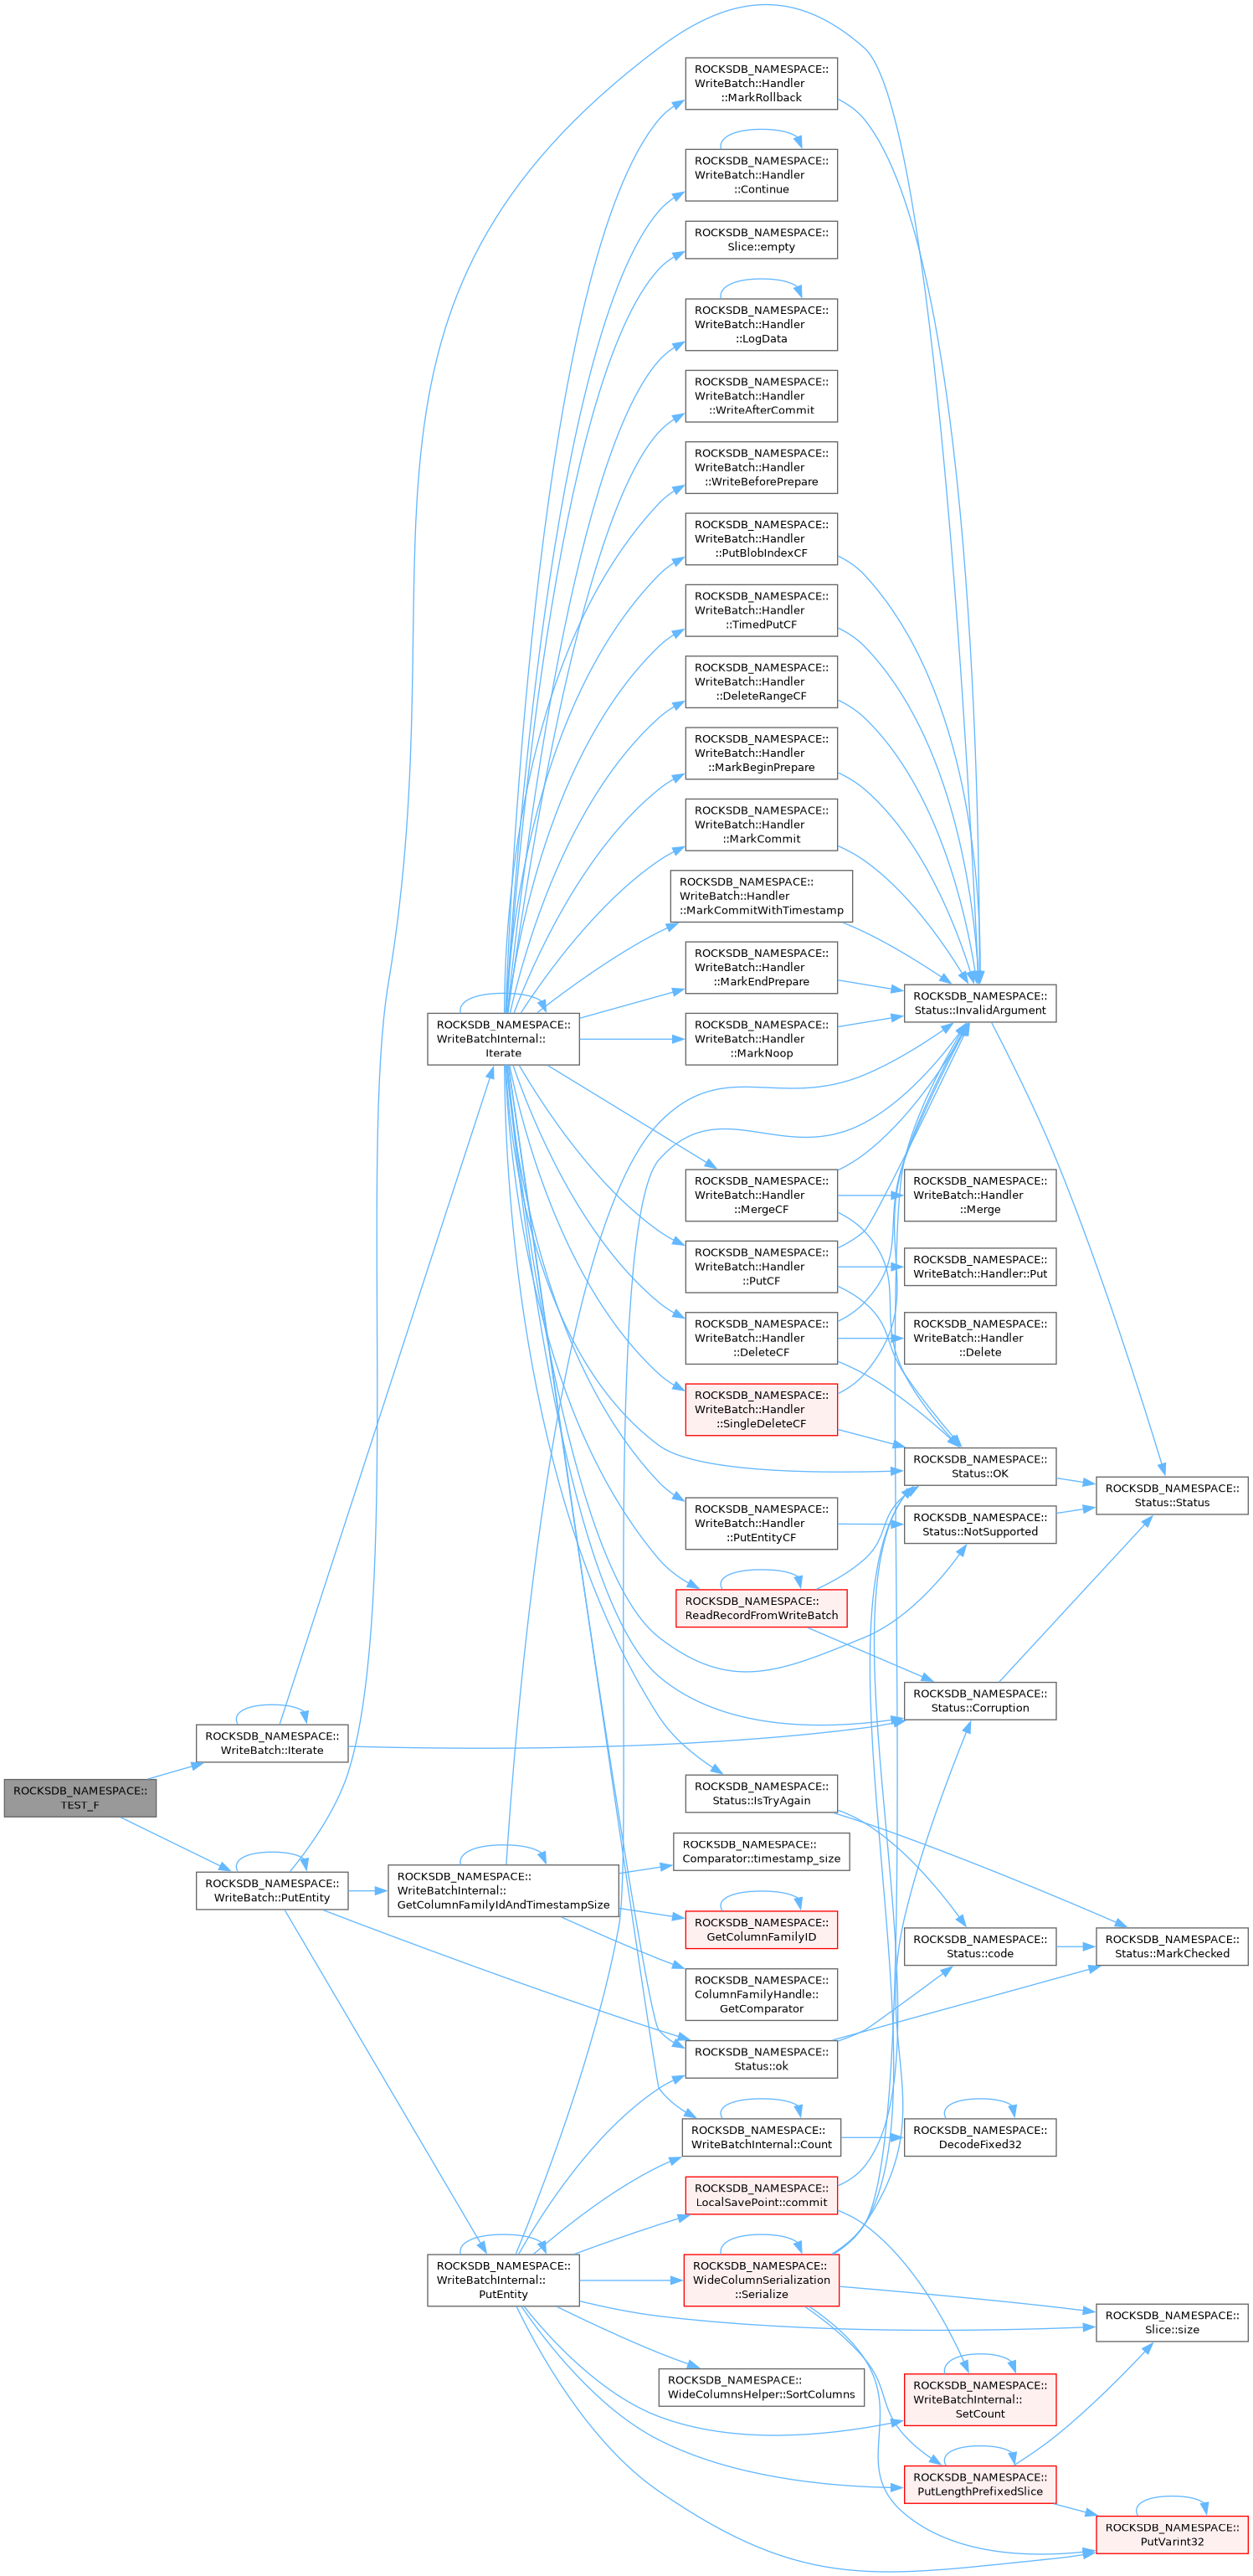 ROCKSDB_NAMESPACE::
WriteBatch::Handler
::MarkRollback
ROCKSDB_NAMESPACE::
WriteBatch::Handler
::Continue
ROCKSDB_NAMESPACE::
Slice::empty
ROCKSDB_NAMESPACE::
WriteBatch::Handler
::LogData
ROCKSDB_NAMESPACE::
WriteBatch::Handler
::WriteAfterCommit
ROCKSDB_NAMESPACE::
WriteBatch::Handler
::WriteBeforePrepare
ROCKSDB_NAMESPACE::
WriteBatch::Handler
::PutBlobIndexCF
ROCKSDB_NAMESPACE::
WriteBatch::Handler
::TimedPutCF
ROCKSDB_NAMESPACE::
WriteBatch::Handler
::DeleteRangeCF
ROCKSDB_NAMESPACE::
WriteBatch::Handler
::MarkBeginPrepare
ROCKSDB_NAMESPACE::
WriteBatch::Handler
::MarkCommit
ROCKSDB_NAMESPACE::
WriteBatch::Handler
::MarkCommitWithTimestamp
ROCKSDB_NAMESPACE::
WriteBatch::Handler
::MarkEndPrepare
ROCKSDB_NAMESPACE::
Status::InvalidArgument
ROCKSDB_NAMESPACE::
WriteBatchInternal::
Iterate
ROCKSDB_NAMESPACE::
WriteBatch::Handler
::MarkNoop
ROCKSDB_NAMESPACE::
WriteBatch::Handler
::MergeCF
ROCKSDB_NAMESPACE::
WriteBatch::Handler
::Merge
ROCKSDB_NAMESPACE::
WriteBatch::Handler
::PutCF
ROCKSDB_NAMESPACE::
WriteBatch::Handler::Put
ROCKSDB_NAMESPACE::
WriteBatch::Handler
::DeleteCF
ROCKSDB_NAMESPACE::
WriteBatch::Handler
::Delete
ROCKSDB_NAMESPACE::
WriteBatch::Handler
::SingleDeleteCF
ROCKSDB_NAMESPACE::
Status::OK
ROCKSDB_NAMESPACE::
Status::Status
ROCKSDB_NAMESPACE::
WriteBatch::Handler
::PutEntityCF
ROCKSDB_NAMESPACE::
Status::NotSupported
ROCKSDB_NAMESPACE::
ReadRecordFromWriteBatch
ROCKSDB_NAMESPACE::
Status::Corruption
ROCKSDB_NAMESPACE::
WriteBatch::Iterate
ROCKSDB_NAMESPACE::
TEST_F
ROCKSDB_NAMESPACE::
Status::IsTryAgain
ROCKSDB_NAMESPACE::
Comparator::timestamp_size
ROCKSDB_NAMESPACE::
WriteBatch::PutEntity
ROCKSDB_NAMESPACE::
WriteBatchInternal::
GetColumnFamilyIdAndTimestampSize
ROCKSDB_NAMESPACE::
GetColumnFamilyID
ROCKSDB_NAMESPACE::
Status::code
ROCKSDB_NAMESPACE::
Status::MarkChecked
ROCKSDB_NAMESPACE::
ColumnFamilyHandle::
GetComparator
ROCKSDB_NAMESPACE::
Status::ok
ROCKSDB_NAMESPACE::
WriteBatchInternal::Count
ROCKSDB_NAMESPACE::
DecodeFixed32
ROCKSDB_NAMESPACE::
LocalSavePoint::commit
ROCKSDB_NAMESPACE::
WriteBatchInternal::
PutEntity
ROCKSDB_NAMESPACE::
WideColumnSerialization
::Serialize
ROCKSDB_NAMESPACE::
Slice::size
ROCKSDB_NAMESPACE::
WideColumnsHelper::SortColumns
ROCKSDB_NAMESPACE::
WriteBatchInternal::
SetCount
ROCKSDB_NAMESPACE::
PutLengthPrefixedSlice
ROCKSDB_NAMESPACE::
PutVarint32